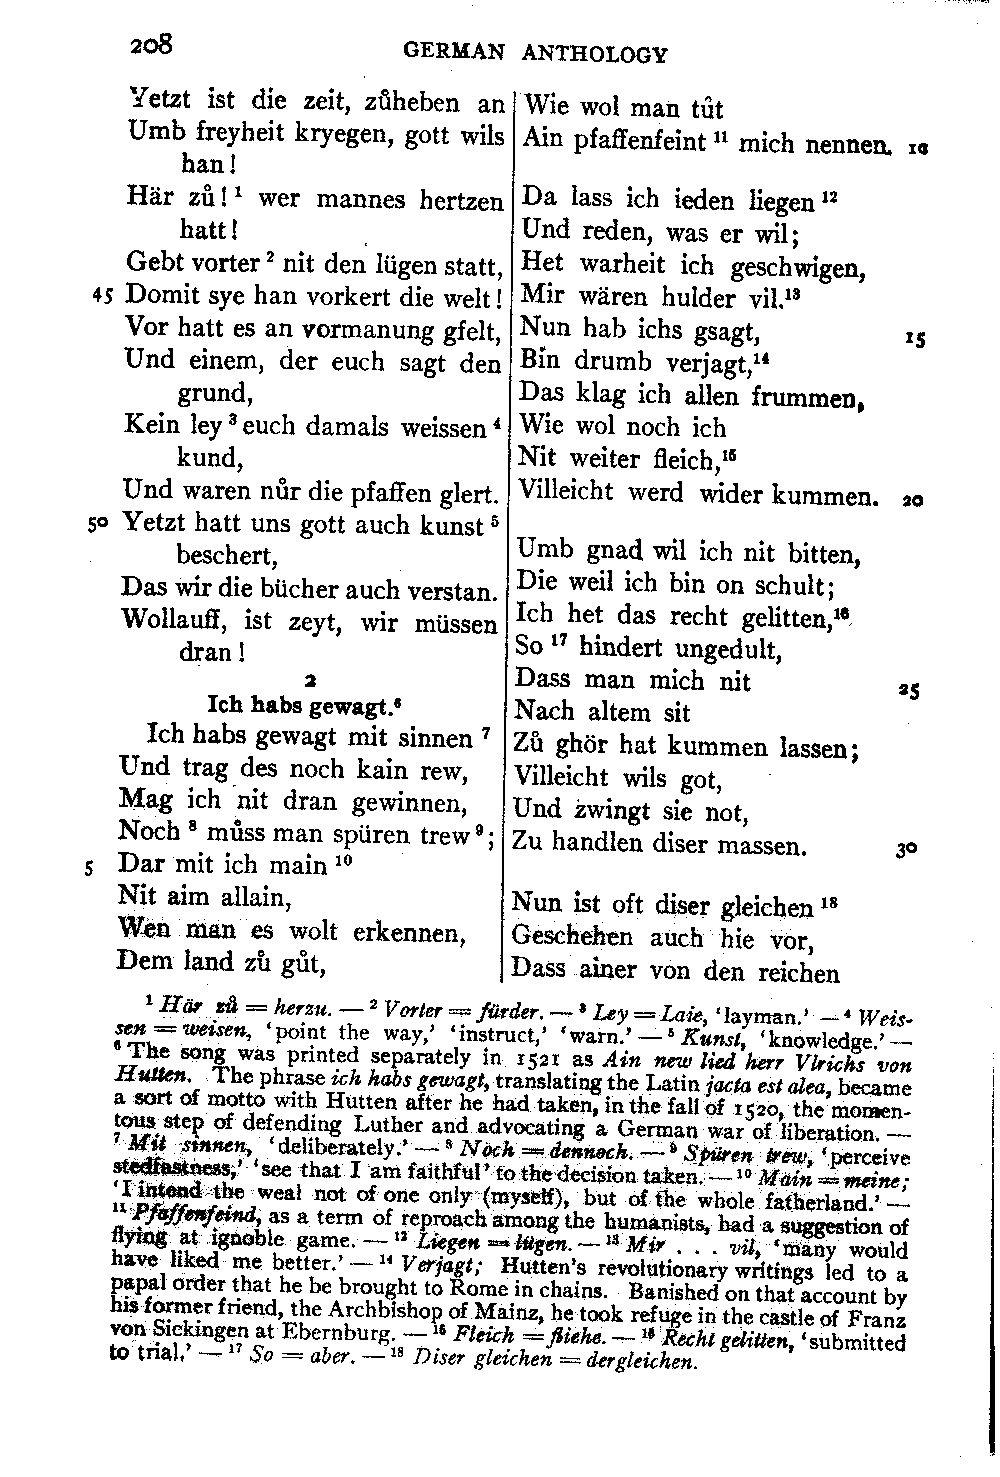 208
GERMAN ANTHOLOGY
Yetzt ist die zeit, zůheben an
Umb freyheit kryegen, gott wils
han!
Här zů!¹ wer mannes hertzen
hatt!
Gebt vorter² nit den lügen statt,
45 Domit sye han vorkert die welt!
Vor hatt es an vormanung gfelt,
Und einem, der euch sagt den
grund,
Kein ley³ euch damals weissen⁴
kund,
Und waren nůr die pfaffen glert.
50 Yetzt hatt uns gott auch kunst⁵
beschert,
Das wir die bücher auch verstan.
Wollauff, ist zeyt, wir müssen
dran!
2
Ich habs gewagt.⁶
Ich habs gewagt mit sinnen⁷
Und trag des noch kain rew,
Mag ich nit dran gewinnen,
Noch⁸ můss man spüren trew⁹;
5 Dar mit ich main¹⁰
Nit aim allain,
Wen man es wolt erkennen,
Dem land zů gůt,
Wie wol man tůt
Ain pfaffenfeint¹¹ mich nennen. 10
Da lass ich ieden liegen¹²
Und reden, was er wil;
Het warheit ich geschwigen,
Mir wären hulder vil.¹³
Nun hab ichs gsagt, 15
Bin drumb verjagt,¹⁴
Das klag ich allen frummen,
Wie wol noch ich
Nit weiter fleich,¹⁵
Villeicht werd wider kummen. 20
Umb gnad wil ich nit bitten,
Die weil ich bin on schult;
Ich het das recht gelitten,¹⁶
So¹⁷ hindert ungedult,
Dass man mich nit 25
Nach altem sit
Zů ghör hat kummen lassen;
Villeicht wils got,
Und zwingt sie not,
Zu handlen diser massen. 30
Nun ist oft diser gleichen¹⁸
Geschehen auch hie vor,
Dass ainer von den reichen
¹ Här zů = herzu. — ² Vorter = fürder. — ³ Ley = Laie, ‘layman.’ — ⁴ Weis-
sen = weisen, ‘point the way,’ ‘instruct,’ ‘warn.’ — ⁵ Kunst, ‘knowledge.’ —
⁶ The song was printed separately in 1521 as Ain new lied herr Vlrichs von
Hutten. The phrase ich habs gewagt, translating the Latin jacta est alea, became
a sort of motto with Hutten after he had taken, in the fall of 1520, the momen-
tous step of defending Luther and advocating a German war of liberation. —
⁷ Mit sinnen, ‘deliberately.’ — ⁸ Noch = dennoch. — ⁹ Spüren trew, ‘perceive
stedfastness,’ ‘see that I am faithful’ to the decision taken. — ¹⁰ Main = meine;
‘I intend the weal not of one only (myself), but of the whole fatherland.’ —
¹¹ Pfaffenfeind, as a term of reproach among the humanists, had a suggestion of
flying at ignoble game. — ¹² Liegen = lügen. — ¹³ Mir . . . vil, ‘many would
have liked me better.’ — ¹⁴ Verjagt; Hutten's revolutionary writings led to a
papal order that he be brought to Rome in chains. Banished on that account by
his former friend, the Archbishop of Mainz, he took refuge in the castle of Franz
von Sickingen at Ebernburg. — ¹⁵ Fleich = fliehe. — ¹⁶ Recht gelitten, ‘submitted
to trial.’ — ¹⁷ So = aber. — ¹⁸ Diser gleichen = dergleichen.